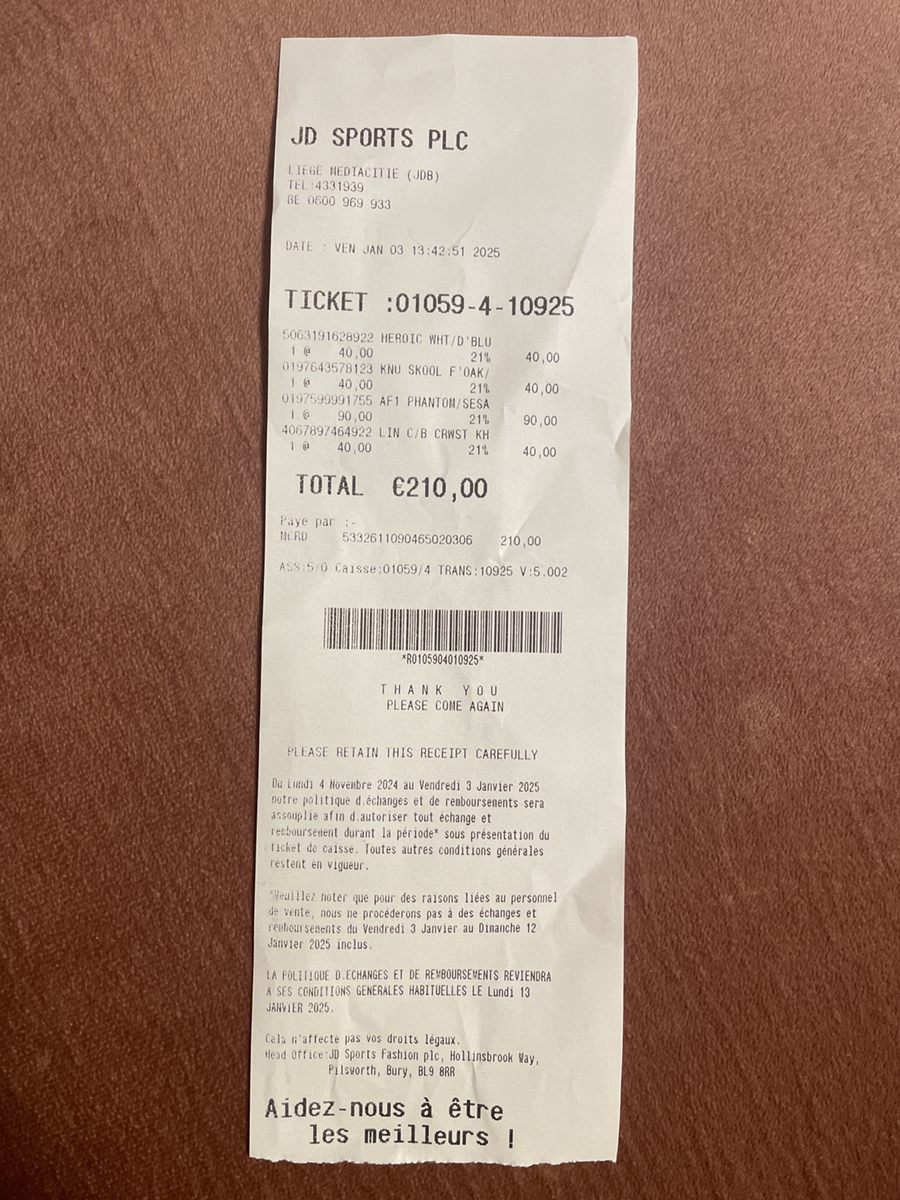 JD SPORTS PLC
LIEGE MEDIACITIE (JDB)
TEL:4331939
BE 0600 969 933
DATE : VEN JAN 03 13:42:51 2025
TICKET :01059-4-10925
5063191628922 HEROIC WHT/D'BLU
1 @ 40,00 21% 40,00
0197643578123 KNU SKOOL F'OAK/
1 @ 40,00 21% 40,00
0197599991755 AF1 PHANTOM/SESA
1 @ 90,00 21% 90,00
4067897464922 LIN C/B CRWST KH
1 @ 40,00 21% 40,00
TOTAL €210,00
Paye par :-
MCRD 5332611090465020306 210,00
ASS:5/0 Caisse:01059/4 TRANS:10925 V:5.002
*R0105904010925*
THANK YOU
PLEASE COME AGAIN
PLEASE RETAIN THIS RECEIPT CAREFULLY
Du Lundi 4 Novembre 2024 au Vendredi 3 Janvier 2025
notre politique d.échanges et de remboursements sera
assouplie afin d.autoriser tout échange et
remboursement durant la période* sous présentation du
ticket de caisse. Toutes autres conditions générales
restent en vigueur.
*Veuillez noter que pour des raisons liées au personnel
de vente, nous ne procéderons pas à des échanges et
remboursements du Vendredi 3 Janvier au Dimanche 12
Janvier 2025 inclus.
LA POLITIQUE D.ECHANGES ET DE REMBOURSEMENTS REVIENDRA
A SES CONDITIONS GENERALES HABITUELLES LE Lundi 13
JANVIER 2025.
Cela n'affecte pas vos droits légaux.
Head Office:JD Sports Fashion plc, Hollinsbrook Way,
Pilsworth, Bury, BL9 8RR
Aidez-nous à être
les meilleurs !